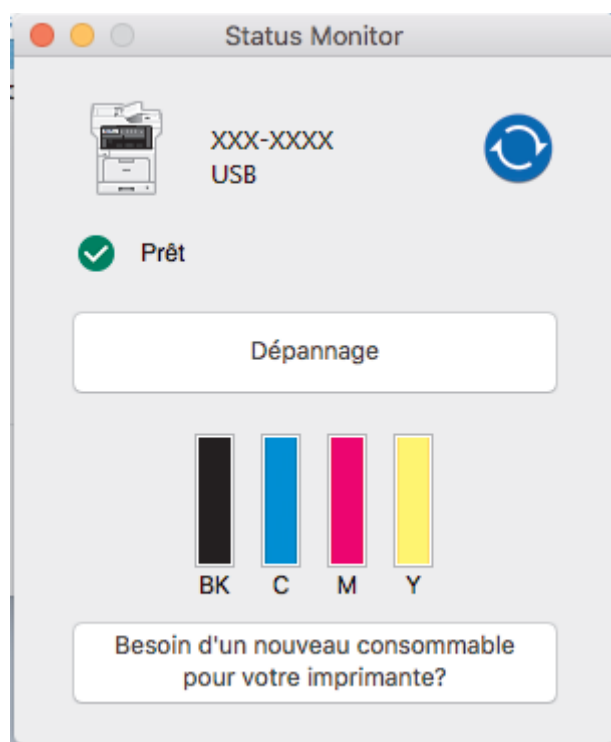 Status Monitor
XXX-XXXX
USB
Prêt
Dépannage
BK C M Y
Besoin d'un nouveau consommable
pour votre imprimante?